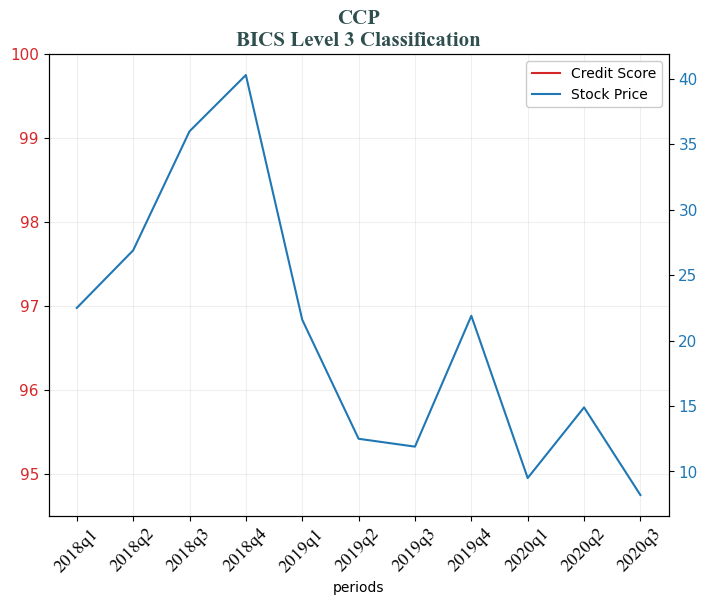 CCP
BICS Level 3 Classification
100
99
98
97
96
95
40
35
30
25
20
15
10
Credit Score
Stock Price
2018q1
2018q2
2018q3
2018q4
2019q1
2019q2
2019q3
2019q4
2020q1
2020q2
2020q3
periods